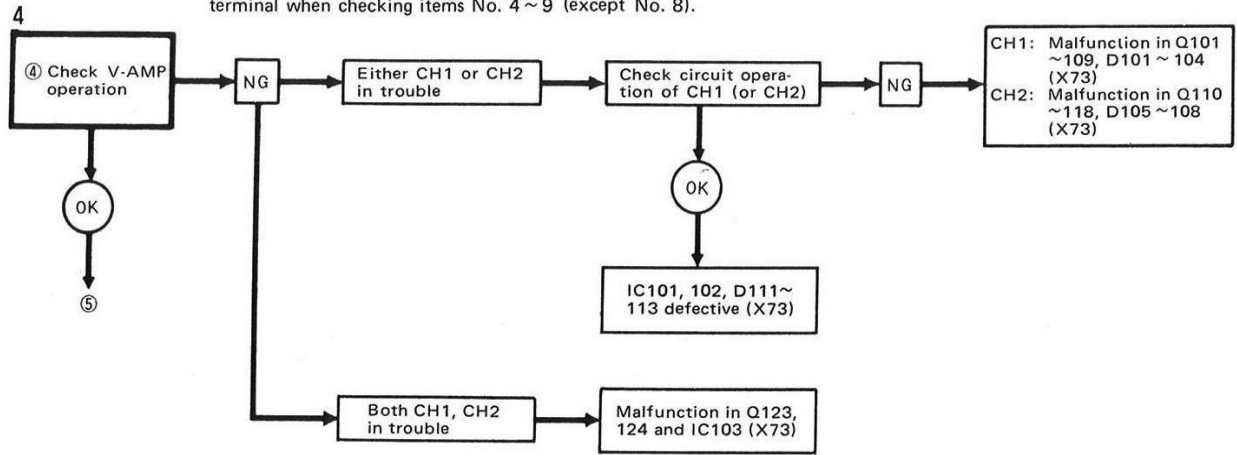 terminal when checking items No. 4 ~ 9 (except No. 8).
4
④ Check V-AMP
operation
NG
Either CH1 or CH2
in trouble
Check circuit opera-
tion of CH1 (or CH2)
NG
CH1: Malfunction in Q101
~109, D101 ~ 104
(X73)
CH2: Malfunction in Q110
~118, D105 ~108
(X73)
OK
⑤
OK
IC101, 102, D111~
113 defective (X73)
Both CH1, CH2
in trouble
Malfunction in Q123,
124 and IC103 (X73)